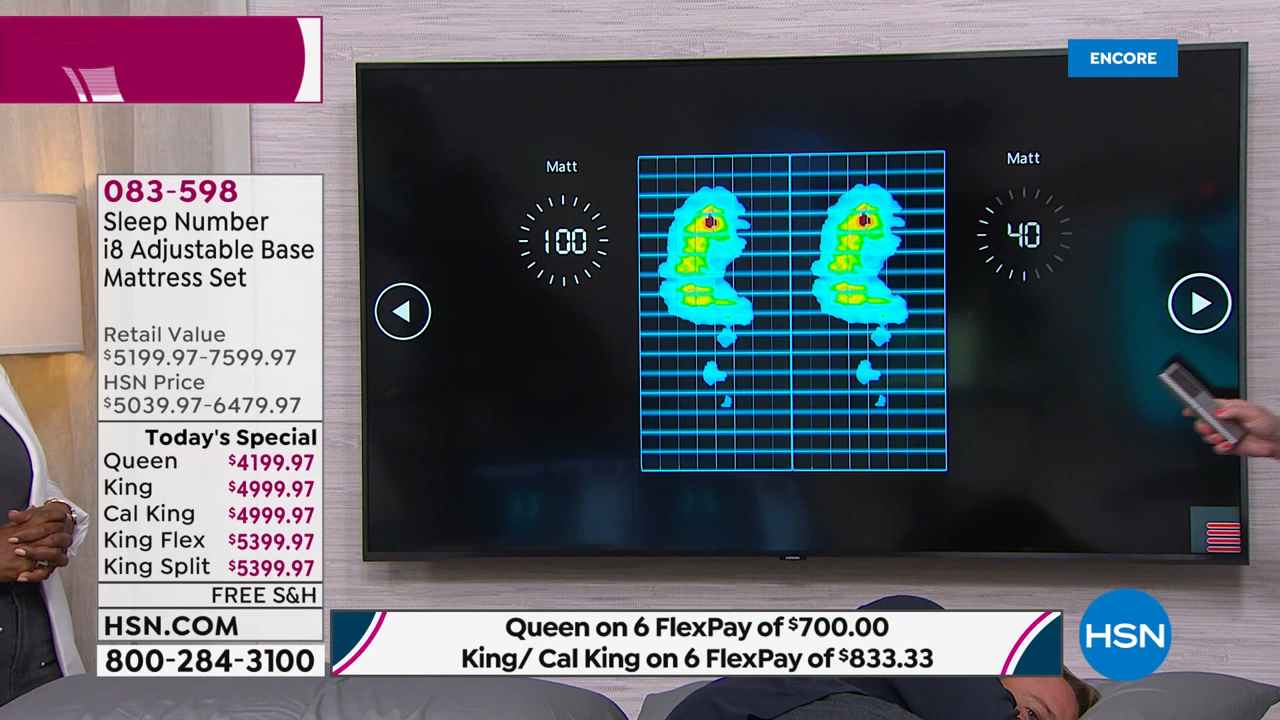 ENCORE
Matt
100
Matt
40
083-598
Sleep Number
i8 Adjustable Base
Mattress Set
Retail Value
$5199.97-7599.97
HSN Price
$5039.97-6479.97
Today's Special
Queen $4199.97
King $4999.97
Cal King $4999.97
King Flex $5399.97
King Split $5399.97
FREE S&H
HSN.COM
800-284-3100
Queen on 6 FlexPay of $700.00
King/ Cal King on 6 FlexPay of $833.33
HSN
SAMSUNG